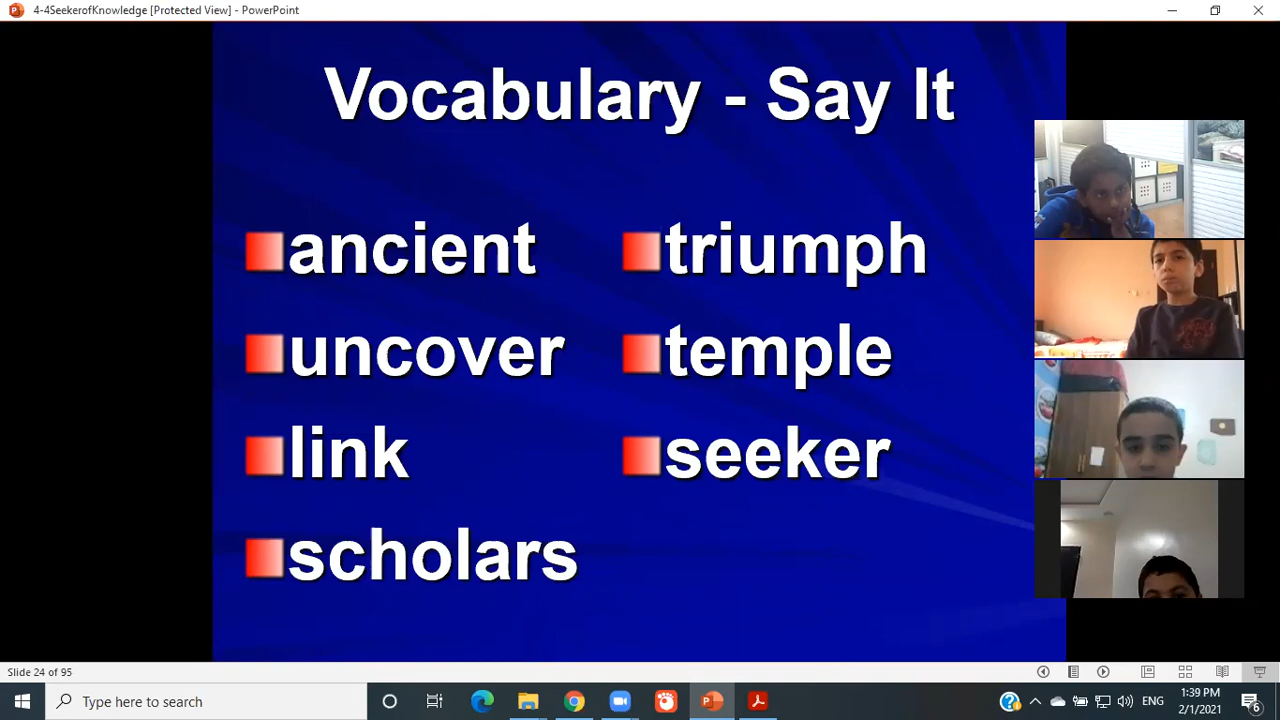 4-4SeekerofKnowledge [Protected View] - PowerPoint
Vocabulary - Say It
ancient
uncover
link
scholars
triumph
temple
seeker
Slide 24 of 95
Type here to search
ENG
1:39 PM
2/1/2021
6